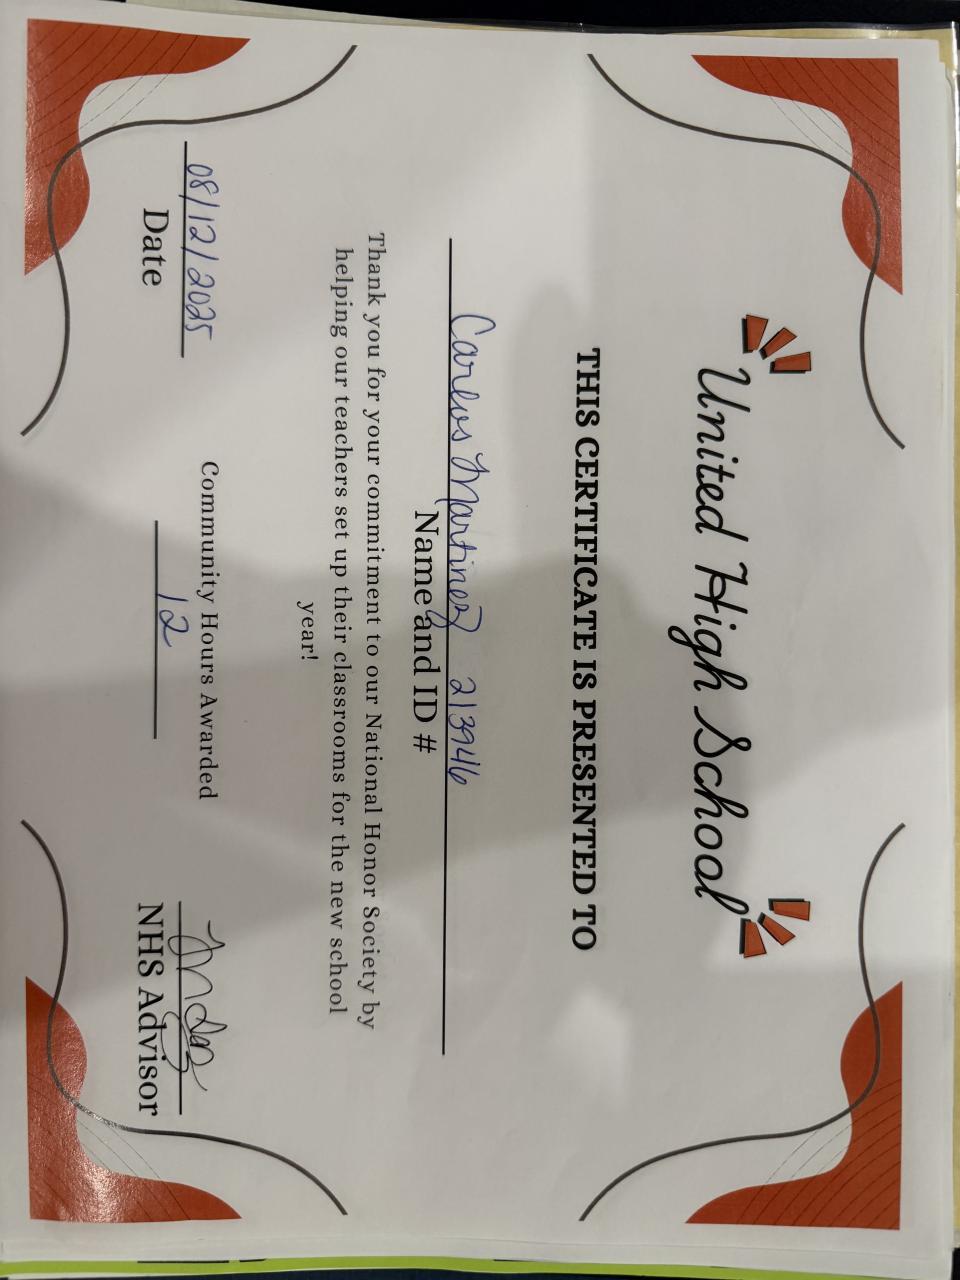 United High School
THIS CERTIFICATE IS PRESENTED TO
Carlos Martinez 213946
Name and ID #
Thank you for your commitment to our National Honor Society by
helping our teachers set up their classrooms for the new school
year!
08/12/2025
Date
Community Hours Awarded
12
NHS Advisor